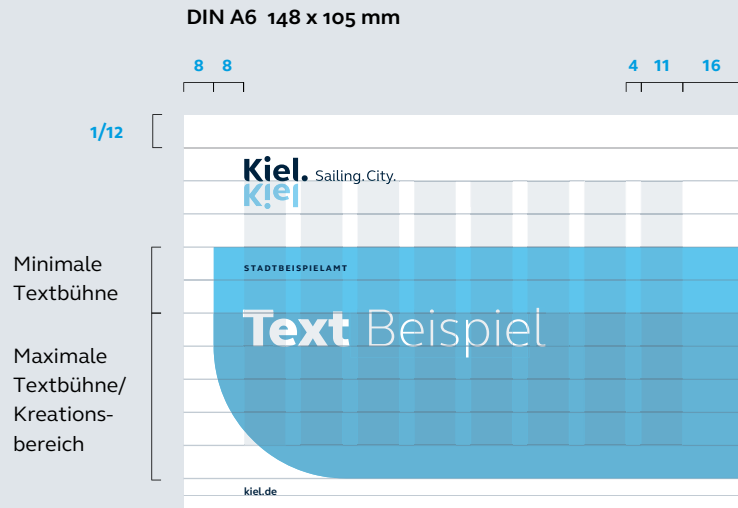 DIN A6 148 x 105 mm
8 8 4 11 16
1/12
Kiel. Sailing.City.
Kiel
Minimale
Textbühne
STADTBEISPIELAMT
Text Beispiel
Maximale
Textbühne/
Kreations-
bereich
kiel.de